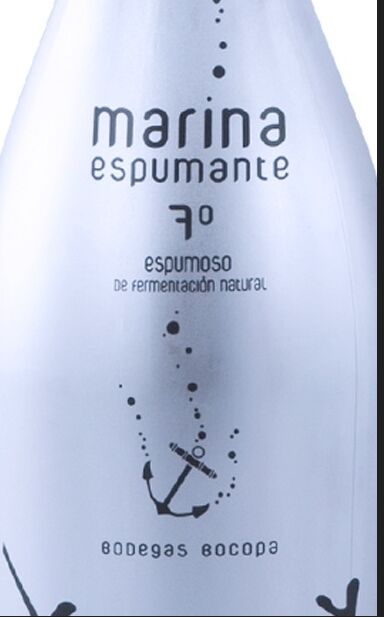 marina
espumante
7º
espumoso
De fermentación natural
BODEGAS BOCOPA